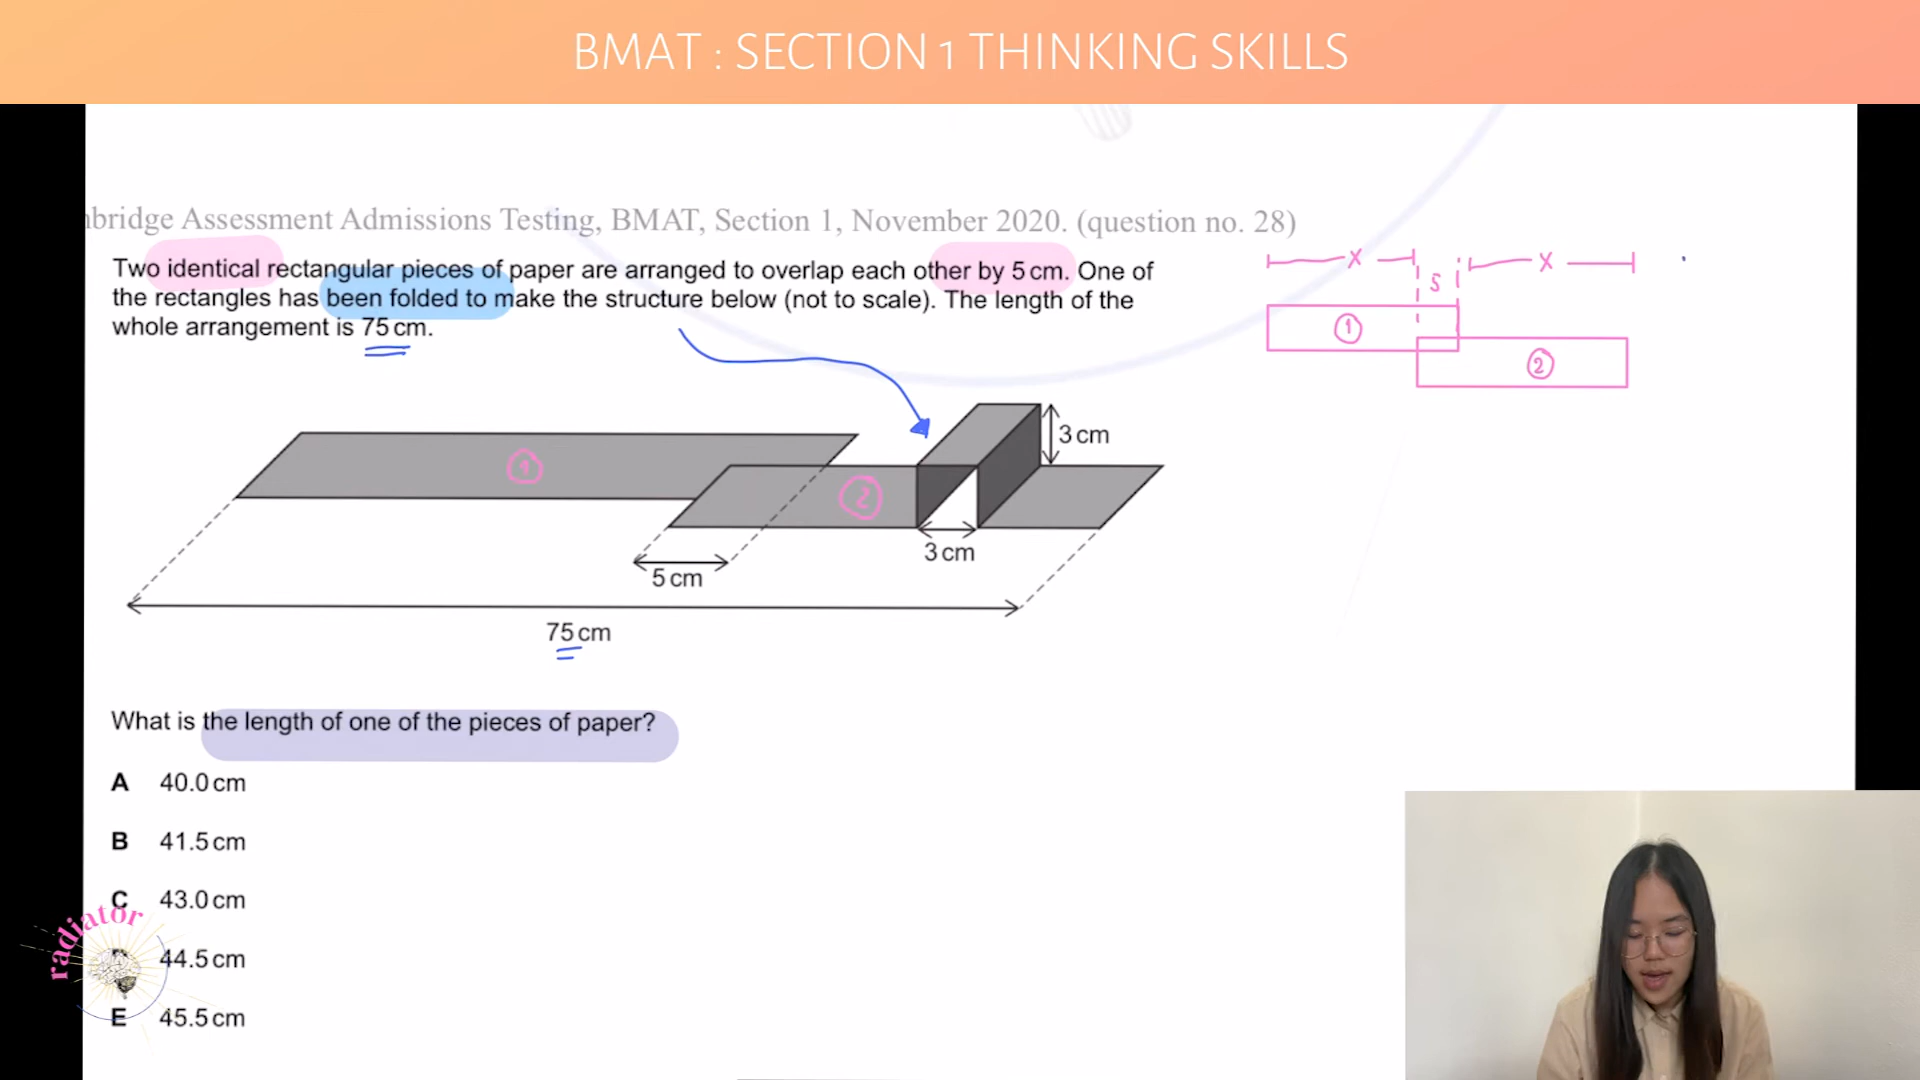 BMAT : SECTION 1 THINKING SKILLS
bridge Assessment Admissions Testing, BMAT, Section 1, November 2020. (question no. 28)
Two identical rectangular pieces of paper are arranged to overlap each other by 5 cm. One of
the rectangles has been folded to make the structure below (not to scale). The length of the
whole arrangement is 75 cm.
x
5
x
1
2
1
2
3 cm
3 cm
5 cm
75 cm
What is the length of one of the pieces of paper?
A 40.0 cm
B 41.5 cm
C 43.0 cm
44.5 cm
E 45.5 cm
radiator